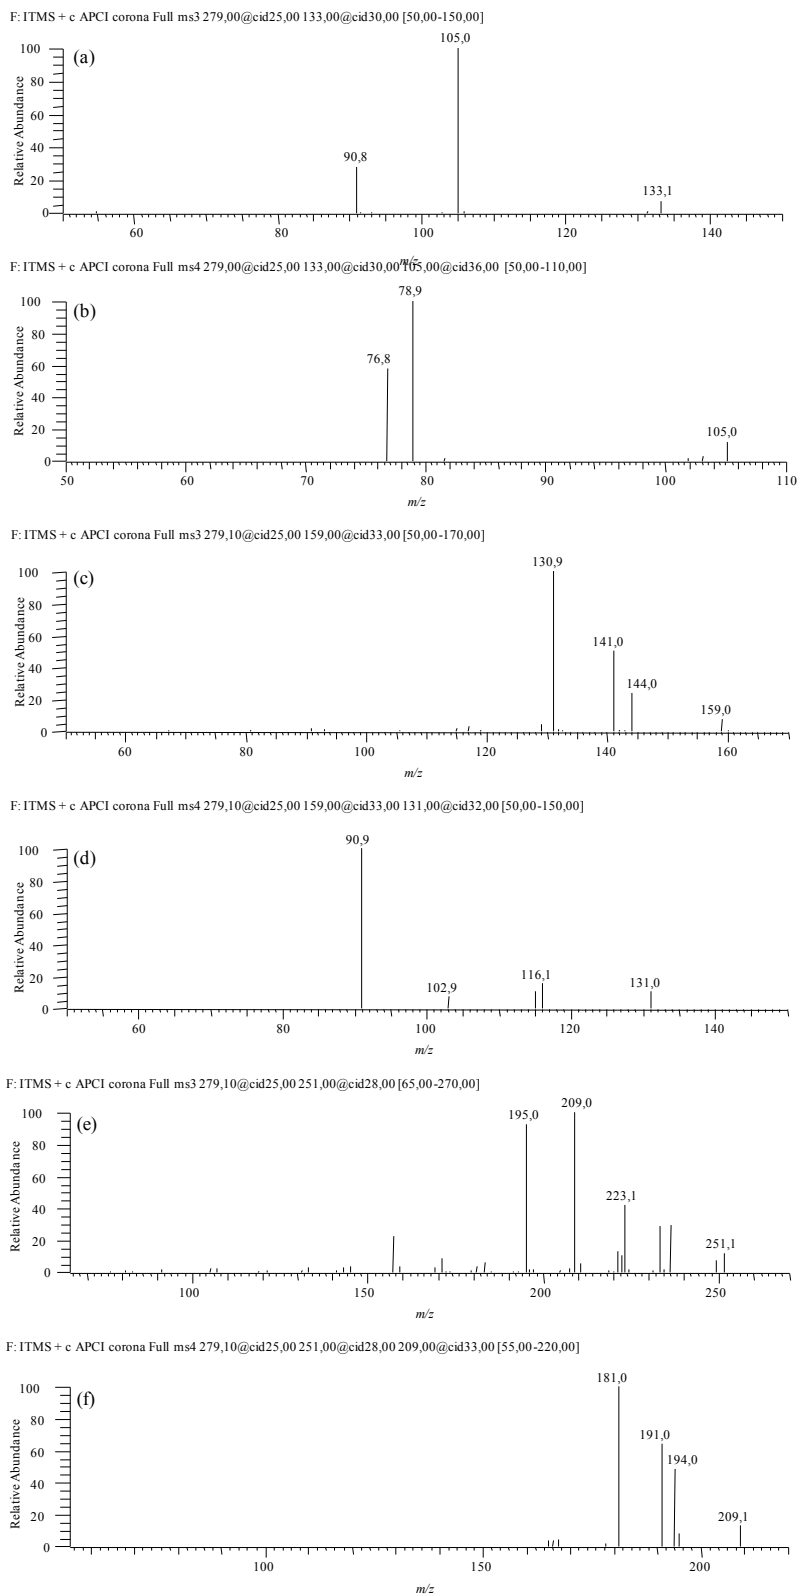 F: ITMS + c APCI corona Full ms3 279,00@cid25,00 133,00@cid30,00 [50,00-150,00]
(a)
105,0
90,8
133,1
Relative Abundance
100
80
60
40
20
0
60 80 100 120 140
m/z
F: ITMS + c APCI corona Full ms4 279,00@cid25,00 133,00@cid30,00 105,00@cid36,00 [50,00-110,00]
(b)
78,9
76,8
105,0
Relative Abundance
100
80
60
40
20
0
50 60 70 80 90 100 110
m/z
F: ITMS + c APCI corona Full ms3 279,10@cid25,00 159,00@cid33,00 [50,00-170,00]
(c)
130,9
141,0
144,0
159,0
Relative Abundance
100
80
60
40
20
0
60 80 100 120 140 160
m/z
F: ITMS + c APCI corona Full ms4 279,10@cid25,00 159,00@cid33,00 131,00@cid32,00 [50,00-150,00]
(d)
90,9
102,9
116,1
131,0
Relative Abundance
100
80
60
40
20
0
60 80 100 120 140
m/z
F: ITMS + c APCI corona Full ms3 279,10@cid25,00 251,00@cid28,00 [65,00-270,00]
(e)
209,0
195,0
223,1
251,1
Relative Abundance
100
80
60
40
20
0
100 150 200 250
m/z
F: ITMS + c APCI corona Full ms4 279,10@cid25,00 251,00@cid28,00 209,00@cid33,00 [55,00-220,00]
(f)
181,0
191,0
194,0
209,1
Relative Abundance
100
80
60
40
20
0
100 150 200
m/z